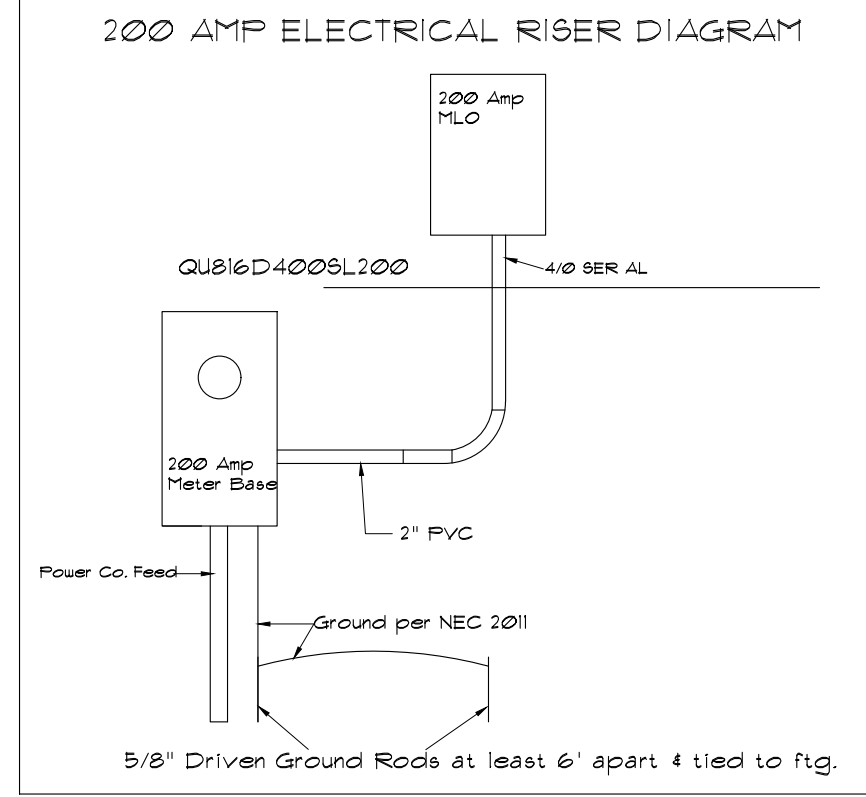 200 AMP ELECTRICAL RISER DIAGRAM
200 Amp
MLO
QU816D400SL200
4/0 SER AL
200 Amp
Meter Base
2" PVC
Power Co. Feed
Ground per NEC 2011
5/8" Driven Ground Rods at least 6' apart & tied to ftg.